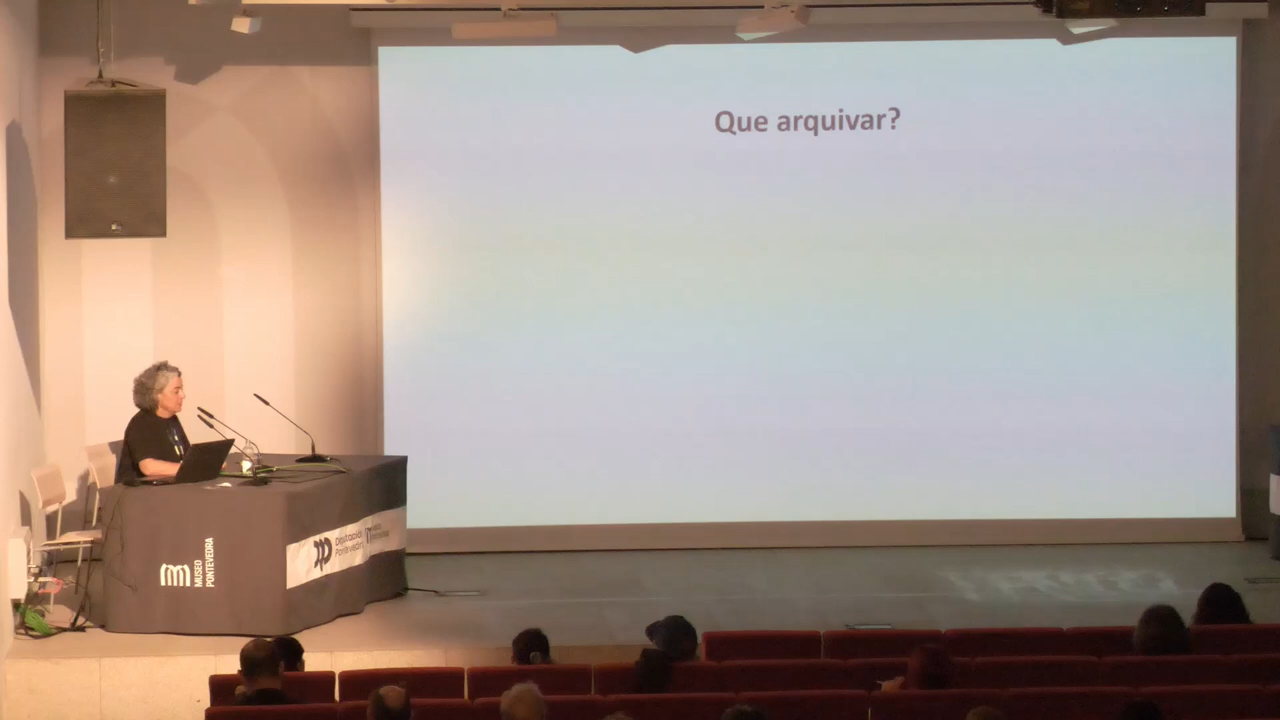 Que arquivar?
MUSEO
PONTEVEDRA
Deputación
Pontevedra